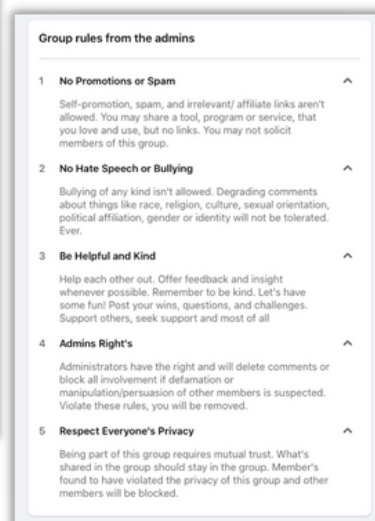 Group rules from the admins
1 No Promotions or Spam
Self-promotion, spam, and irrelevant/ affiliate links aren't
allowed. You may share a tool, program or service, that
you love and use, but no links. You may not solicit
members of this group.
2 No Hate Speech or Bullying
Bullying of any kind isn't allowed. Degrading comments
about things like race, religion, culture, sexual orientation,
political affiliation, gender or identity will not be tolerated.
Ever.
3 Be Helpful and Kind
Help each other out. Offer feedback and insight
whenever possible. Remember to be kind. Let's have
some fun! Post your wins, questions, and challenges.
Support others, seek support and most of all
4 Admins Right's
Administrators have the right and will delete comments or
block all involvement if defamation or
manipulation/persuasion of other members is suspected.
Violate these rules, you will be removed.
5 Respect Everyone's Privacy
Being part of this group requires mutual trust. What's
shared in the group should stay in the group. Member's
found to have violated the privacy of this group and other
members will be blocked.